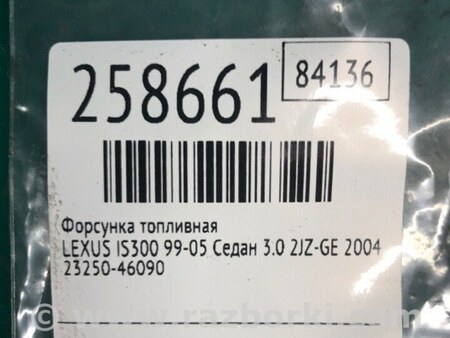 258661
84136
Форсунка топливная
LEXUS IS300 99-05 Седан 3.0 2JZ-GE 2004
23250-46090
© www.razborki.com